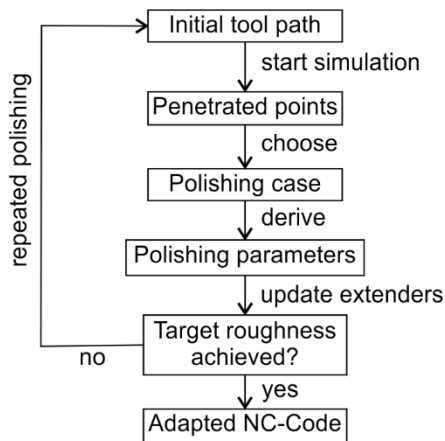 Initial tool path
start simulation
Penetrated points
choose
Polishing case
derive
Polishing parameters
update extenders
Target roughness
achieved?
no
repeated polishing
yes
Adapted NC-Code